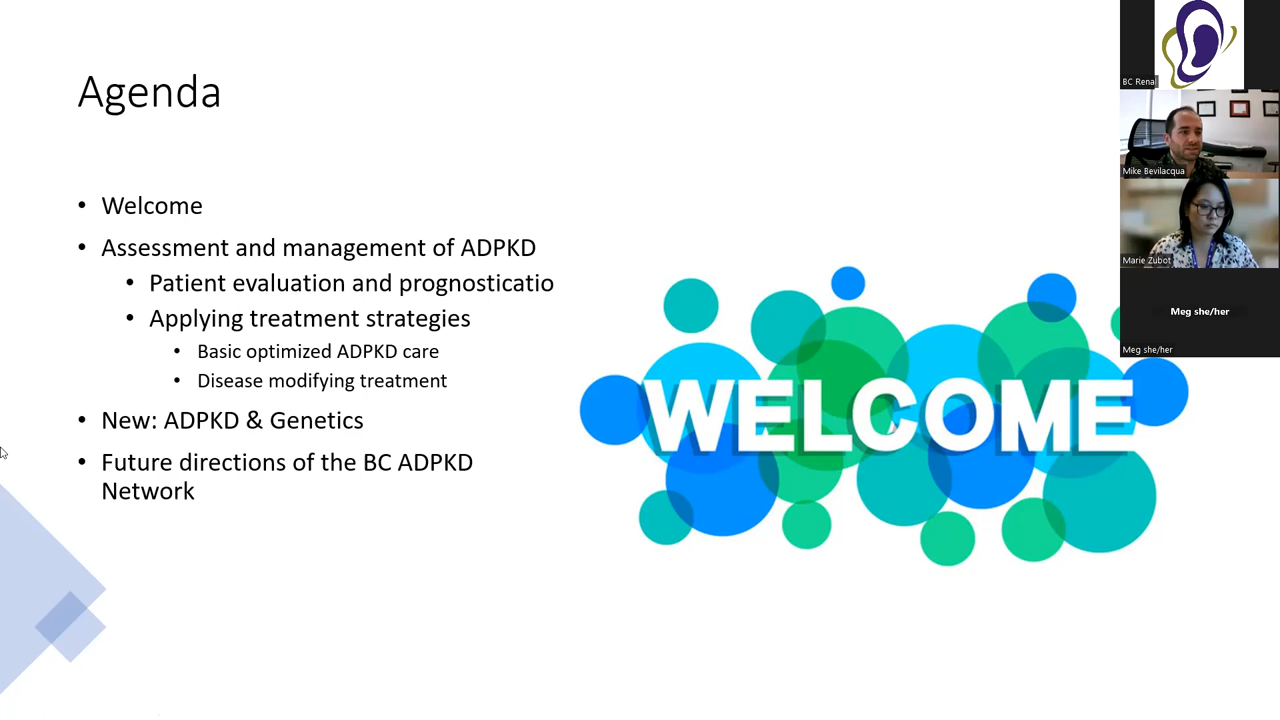 Agenda
• Welcome
• Assessment and management of ADPKD
• Patient evaluation and prognosticatio
• Applying treatment strategies
• Basic optimized ADPKD care
• Disease modifying treatment
• New: ADPKD & Genetics
• Future directions of the BC ADPKD
Network
WELCOME
BC Renal
Mike Bevilacqua
Marie Zubot
Meg she/her
Meg she/her